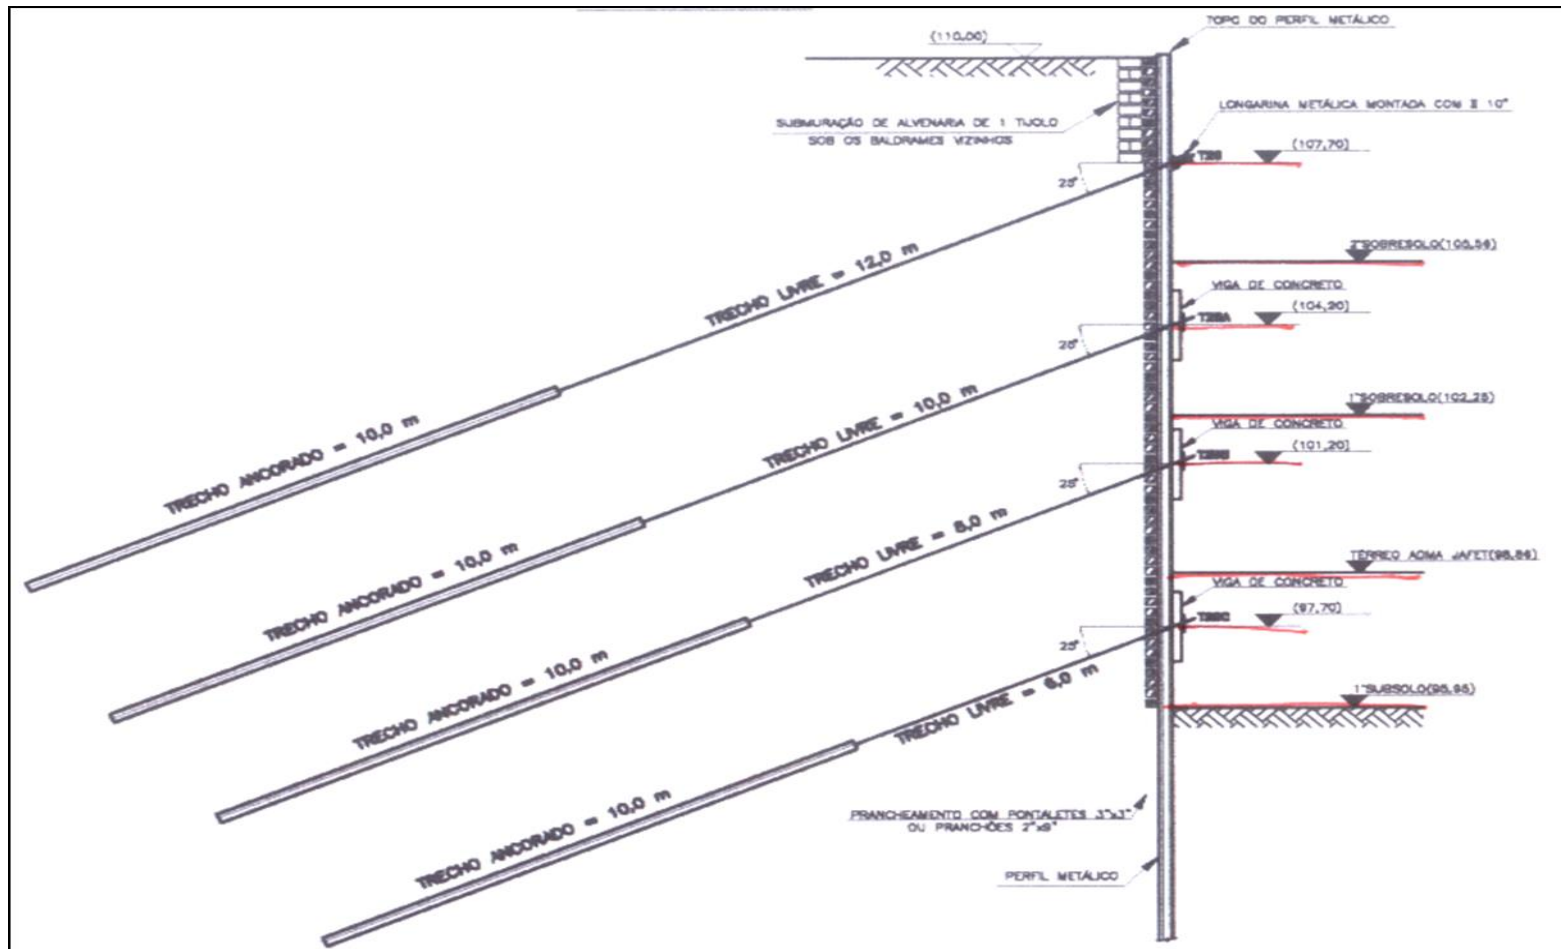 TOPO DO PERFIL METÁLICO
(110,00)
LONGARINA METÁLICA MONTADA COM II 10"
SUBMURAÇÃO DE ALVENARIA DE 1 TIJOLO
SOB OS BALDRAMES VIZINHOS
(107,70)
25°
TRECHO LIVRE = 12,0 m
2°SOBRESOLO(105,56)
VIGA DE CONCRETO
(104,20)
25°
TRECHO ANCORADO = 10,0 m
TRECHO LIVRE = 10,0 m
1°SOBRESOLO(102,25)
VIGA DE CONCRETO
(101,20)
25°
TRECHO ANCORADO = 10,0 m
TRECHO LIVRE = 8,0 m
TÉRREO ADMA JAFET(98,86)
VIGA DE CONCRETO
(97,70)
25°
TRECHO ANCORADO = 10,0 m
TRECHO LIVRE = 6,0 m
1°SUBSOLO(95,95)
TRECHO ANCORADO = 10,0 m
PRANCHEAMENTO COM PONTALETES 3"x3"
OU PRANCHÕES 2"x9"
PERFIL METÁLICO